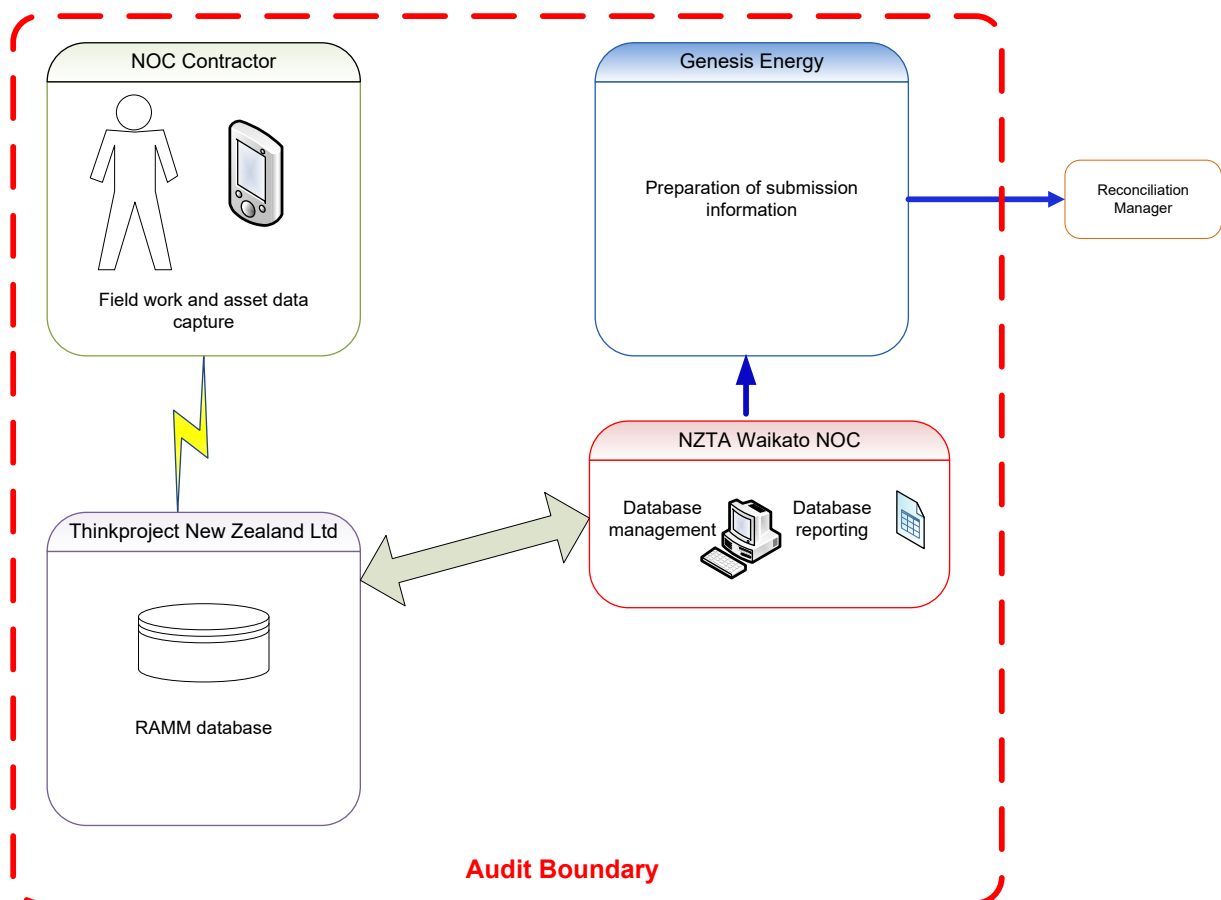 NOC Contractor
Field work and asset data
capture
Genesis Energy
Preparation of submission
information
Reconciliation
Manager
Thinkproject New Zealand Ltd
RAMM database
NZTA Waikato NOC
Database
management
Database
reporting
Audit Boundary